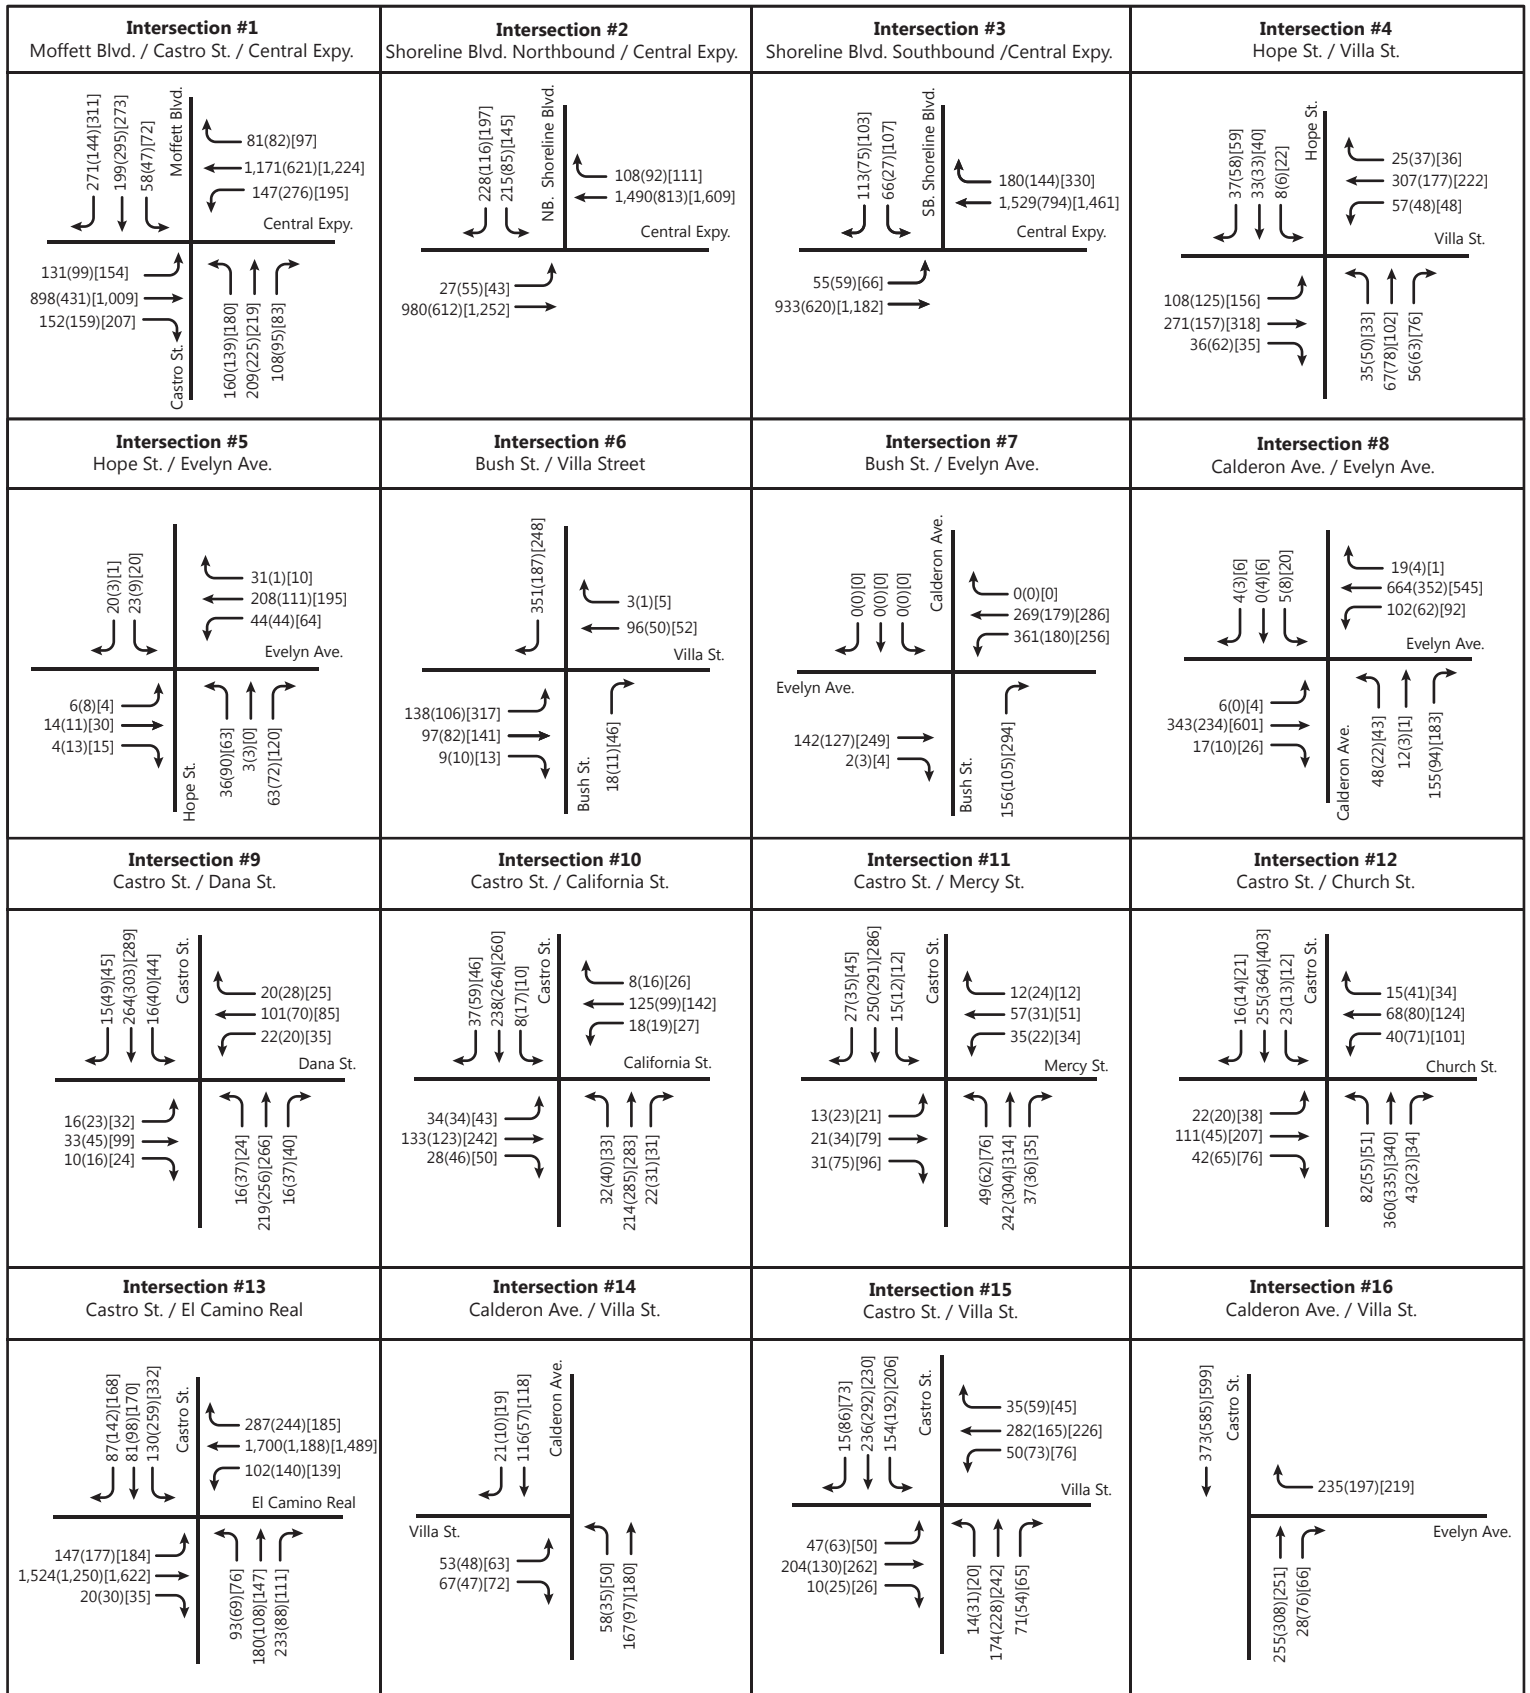 Intersection #1
Moffett Blvd. / Castro St. / Central Expy.
271(144)[311]
199(295)[273]
58(47)[72]
Moffett Blvd.
81(82)[97]
1,171(621)[1,224]
147(276)[195]
Central Expy.
131(99)[154]
898(431)[1,009]
152(159)[207]
Castro St.
160(139)[180]
209(225)[219]
108(95)[83]
Intersection #2
Shoreline Blvd. Northbound / Central Expy.
228(116)[197]
215(85)[145]
NB. Shoreline Blvd.
108(92)[111]
1,490(813)[1,609]
Central Expy.
27(55)[43]
980(612)[1,252]
Intersection #3
Shoreline Blvd. Southbound /Central Expy.
113(75)[103]
66(27)[107]
SB. Shoreline Blvd.
180(144)[330]
1,529(794)[1,461]
Central Expy.
55(59)[66]
933(620)[1,182]
Intersection #4
Hope St. / Villa St.
37(58)[59]
33(33)[40]
8(6)[22]
Hope St.
25(37)[36]
307(177)[222]
57(48)[48]
Villa St.
108(125)[156]
271(157)[318]
36(62)[35]
35(50)[33]
67(78)[102]
56(63)[76]
Intersection #5
Hope St. / Evelyn Ave.
20(3)[1]
23(9)[20]
31(1)[10]
208(111)[195]
44(44)[64]
Evelyn Ave.
6(8)[4]
14(11)[30]
4(13)[15]
Hope St.
36(90)[63]
3(3)[0]
63(72)[120]
Intersection #6
Bush St. / Villa Street
351(187)[248]
3(1)[5]
96(50)[52]
Villa St.
138(106)[317]
97(82)[141]
9(10)[13]
Bush St.
18(11)[46]
Intersection #7
Bush St. / Evelyn Ave.
0(0)[0]
0(0)[0]
0(0)[0]
Calderon Ave.
0(0)[0]
269(179)[286]
361(180)[256]
Evelyn Ave.
142(127)[249]
2(3)[4]
Bush St.
156(105)[294]
Intersection #8
Calderon Ave. / Evelyn Ave.
4(3)[6]
0(4)[6]
5(8)[20]
19(4)[1]
664(352)[545]
102(62)[92]
Evelyn Ave.
6(0)[4]
343(234)[601]
17(10)[26]
Calderon Ave.
48(22)[43]
12(3)[1]
155(94)[183]
Intersection #9
Castro St. / Dana St.
15(49)[45]
264(303)[289]
16(40)[44]
Castro St.
20(28)[25]
101(70)[85]
22(20)[35]
Dana St.
16(23)[32]
33(45)[99]
10(16)[24]
16(37)[24]
219(256)[266]
16(37)[40]
Intersection #10
Castro St. / California St.
37(59)[46]
238(264)[260]
8(17)[10]
Castro St.
8(16)[26]
125(99)[142]
18(19)[27]
California St.
34(34)[43]
133(123)[242]
28(46)[50]
32(40)[33]
214(285)[283]
22(31)[31]
Intersection #11
Castro St. / Mercy St.
27(35)[45]
250(291)[286]
15(12)[12]
Castro St.
12(24)[12]
57(31)[51]
35(22)[34]
Mercy St.
13(23)[21]
21(34)[79]
31(75)[96]
49(62)[76]
242(304)[314]
37(36)[35]
Intersection #12
Castro St. / Church St.
16(14)[21]
255(364)[403]
23(13)[12]
Castro St.
15(41)[34]
68(80)[124]
40(71)[101]
Church St.
22(20)[38]
111(45)[207]
42(65)[76]
82(55)[51]
360(335)[340]
43(23)[34]
Intersection #13
Castro St. / El Camino Real
87(142)[168]
81(98)[170]
130(259)[332]
Castro St.
287(244)[185]
1,700(1,188)[1,489]
102(140)[139]
El Camino Real
147(177)[184]
1,524(1,250)[1,622]
20(30)[35]
93(69)[76]
180(108)[147]
233(88)[111]
Intersection #14
Calderon Ave. / Villa St.
21(10)[19]
116(57)[118]
Calderon Ave.
Villa St.
53(48)[63]
67(47)[72]
58(35)[50]
167(97)[180]
Intersection #15
Castro St. / Villa St.
15(86)[73]
236(292)[230]
154(192)[206]
Castro St.
35(59)[45]
282(165)[226]
50(73)[76]
Villa St.
47(63)[50]
204(130)[262]
10(25)[26]
14(31)[20]
174(228)[242]
71(54)[65]
Intersection #16
Calderon Ave. / Villa St.
373(585)[599]
Castro St.
235(197)[219]
Evelyn Ave.
255(308)[251]
28(76)[66]